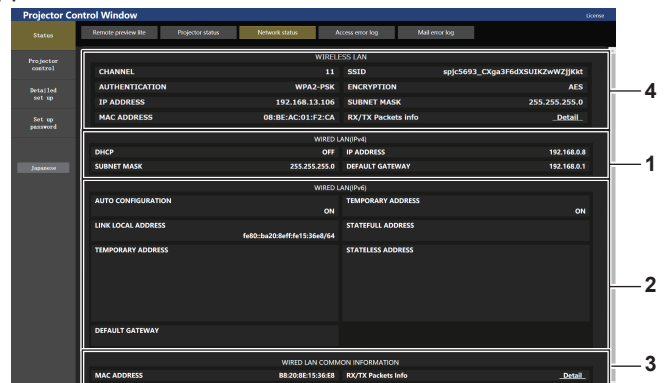 Projector Control Window
License
Status
Remote preview lite
Projector status
Network status
Access error log
Mail error log
Projector
control
Detailed
set up
Set up
password
Japanese
WIRELESS LAN
CHANNEL 11 SSID spjc5693_CXga3F6dXSUIKZwWZJjKkt
AUTHENTICATION WPA2-PSK ENCRYPTION AES
IP ADDRESS 192.168.13.106 SUBNET MASK 255.255.255.0
MAC ADDRESS 08:BE:AC:01:F2:CA RX/TX Packets info Detail
4
WIRED LAN(IPv4)
DHCP OFF IP ADDRESS 192.168.0.8
SUBNET MASK 255.255.255.0 DEFAULT GATEWAY 192.168.0.1
1
WIRED LAN(IPv6)
AUTO CONFIGURATION TEMPORARY ADDRESS
ON ON
LINK LOCAL ADDRESS STATEFULL ADDRESS
fe80::ba20:8eff:fe15:36e8/64
TEMPORARY ADDRESS STATELESS ADDRESS
DEFAULT GATEWAY
2
WIRED LAN COMMON INFORMATION
MAC ADDRESS B8:20:8E:15:36:E8 RX/TX Packets Info Detail
3